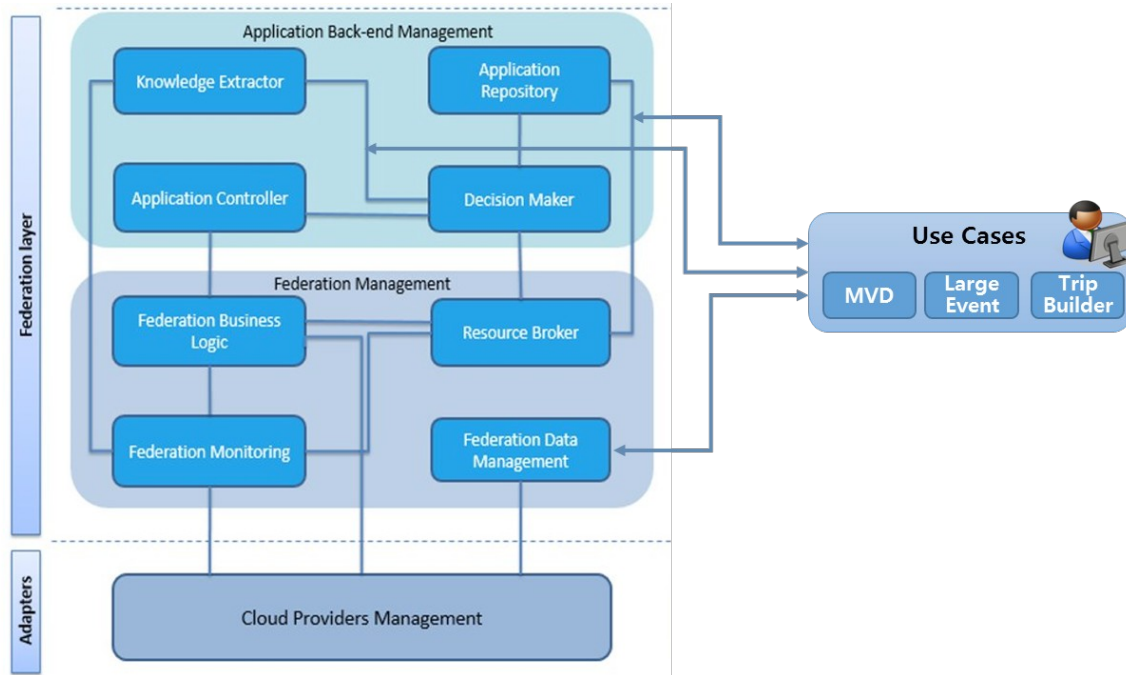 Federation layer
Application Back-end Management
Knowledge Extractor
Application
Repository
Application Controller
Decision Maker
Federation Management
Federation Business
Logic
Resource Broker
Federation Monitoring
Federation Data
Management
Adapters
Cloud Providers Management
Use Cases
MVD
Large
Event
Trip
Builder